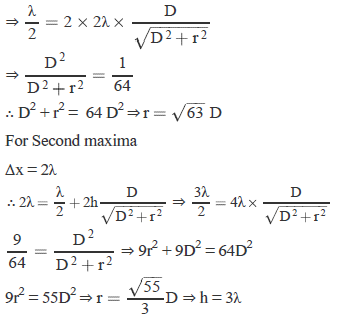 ⇒ λ/2 = 2 × 2λ × D/√(D² + r²)
⇒ D²/(D² + r²) = 1/64
∴ D² + r² = 64 D² ⇒ r = √63 D
For Second maxima
Δx = 2λ
∴ 2λ = λ/2 + 2h D/√(D² + r²) ⇒ 3λ/2 = 4λ × D/√(D² + r²)
9/64 = D²/(D² + r²) ⇒ 9r² + 9D² = 64D²
9r² = 55D² ⇒ r = √55/3 D ⇒ h = 3λ